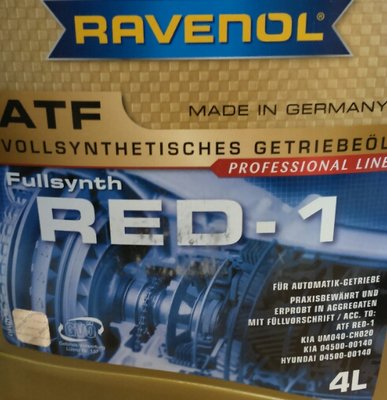 RAVENOL®
ATF
MADE IN GERMANY
VOLLSYNTHETISCHES GETRIEBEÖL
PROFESSIONAL LINE
Fullsynth
RED-1
FÜR AUTOMATIK-GETRIEBE
PRAXISBEWÄHRT UND
ERPROBT IN AGGREGATEN
MIT FÜLLVORSCHRIFT / ACC. TO:
ATF RED-1
KIA UM040-CH020
KIA 04500-00140
HYUNDAI 04500-00140
4L